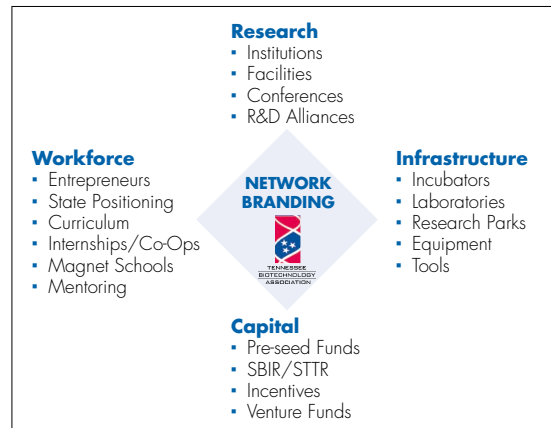 Research
▪ Institutions
▪ Facilities
▪ Conferences
▪ R&D Alliances
Workforce
▪ Entrepreneurs
▪ State Positioning
▪ Curriculum
▪ Internships/Co-Ops
▪ Magnet Schools
▪ Mentoring
NETWORK
BRANDING
TENNESSEE
BIOTECHNOLOGY
ASSOCIATION
Infrastructure
▪ Incubators
▪ Laboratories
▪ Research Parks
▪ Equipment
▪ Tools
Capital
▪ Pre-seed Funds
▪ SBIR/STTR
▪ Incentives
▪ Venture Funds